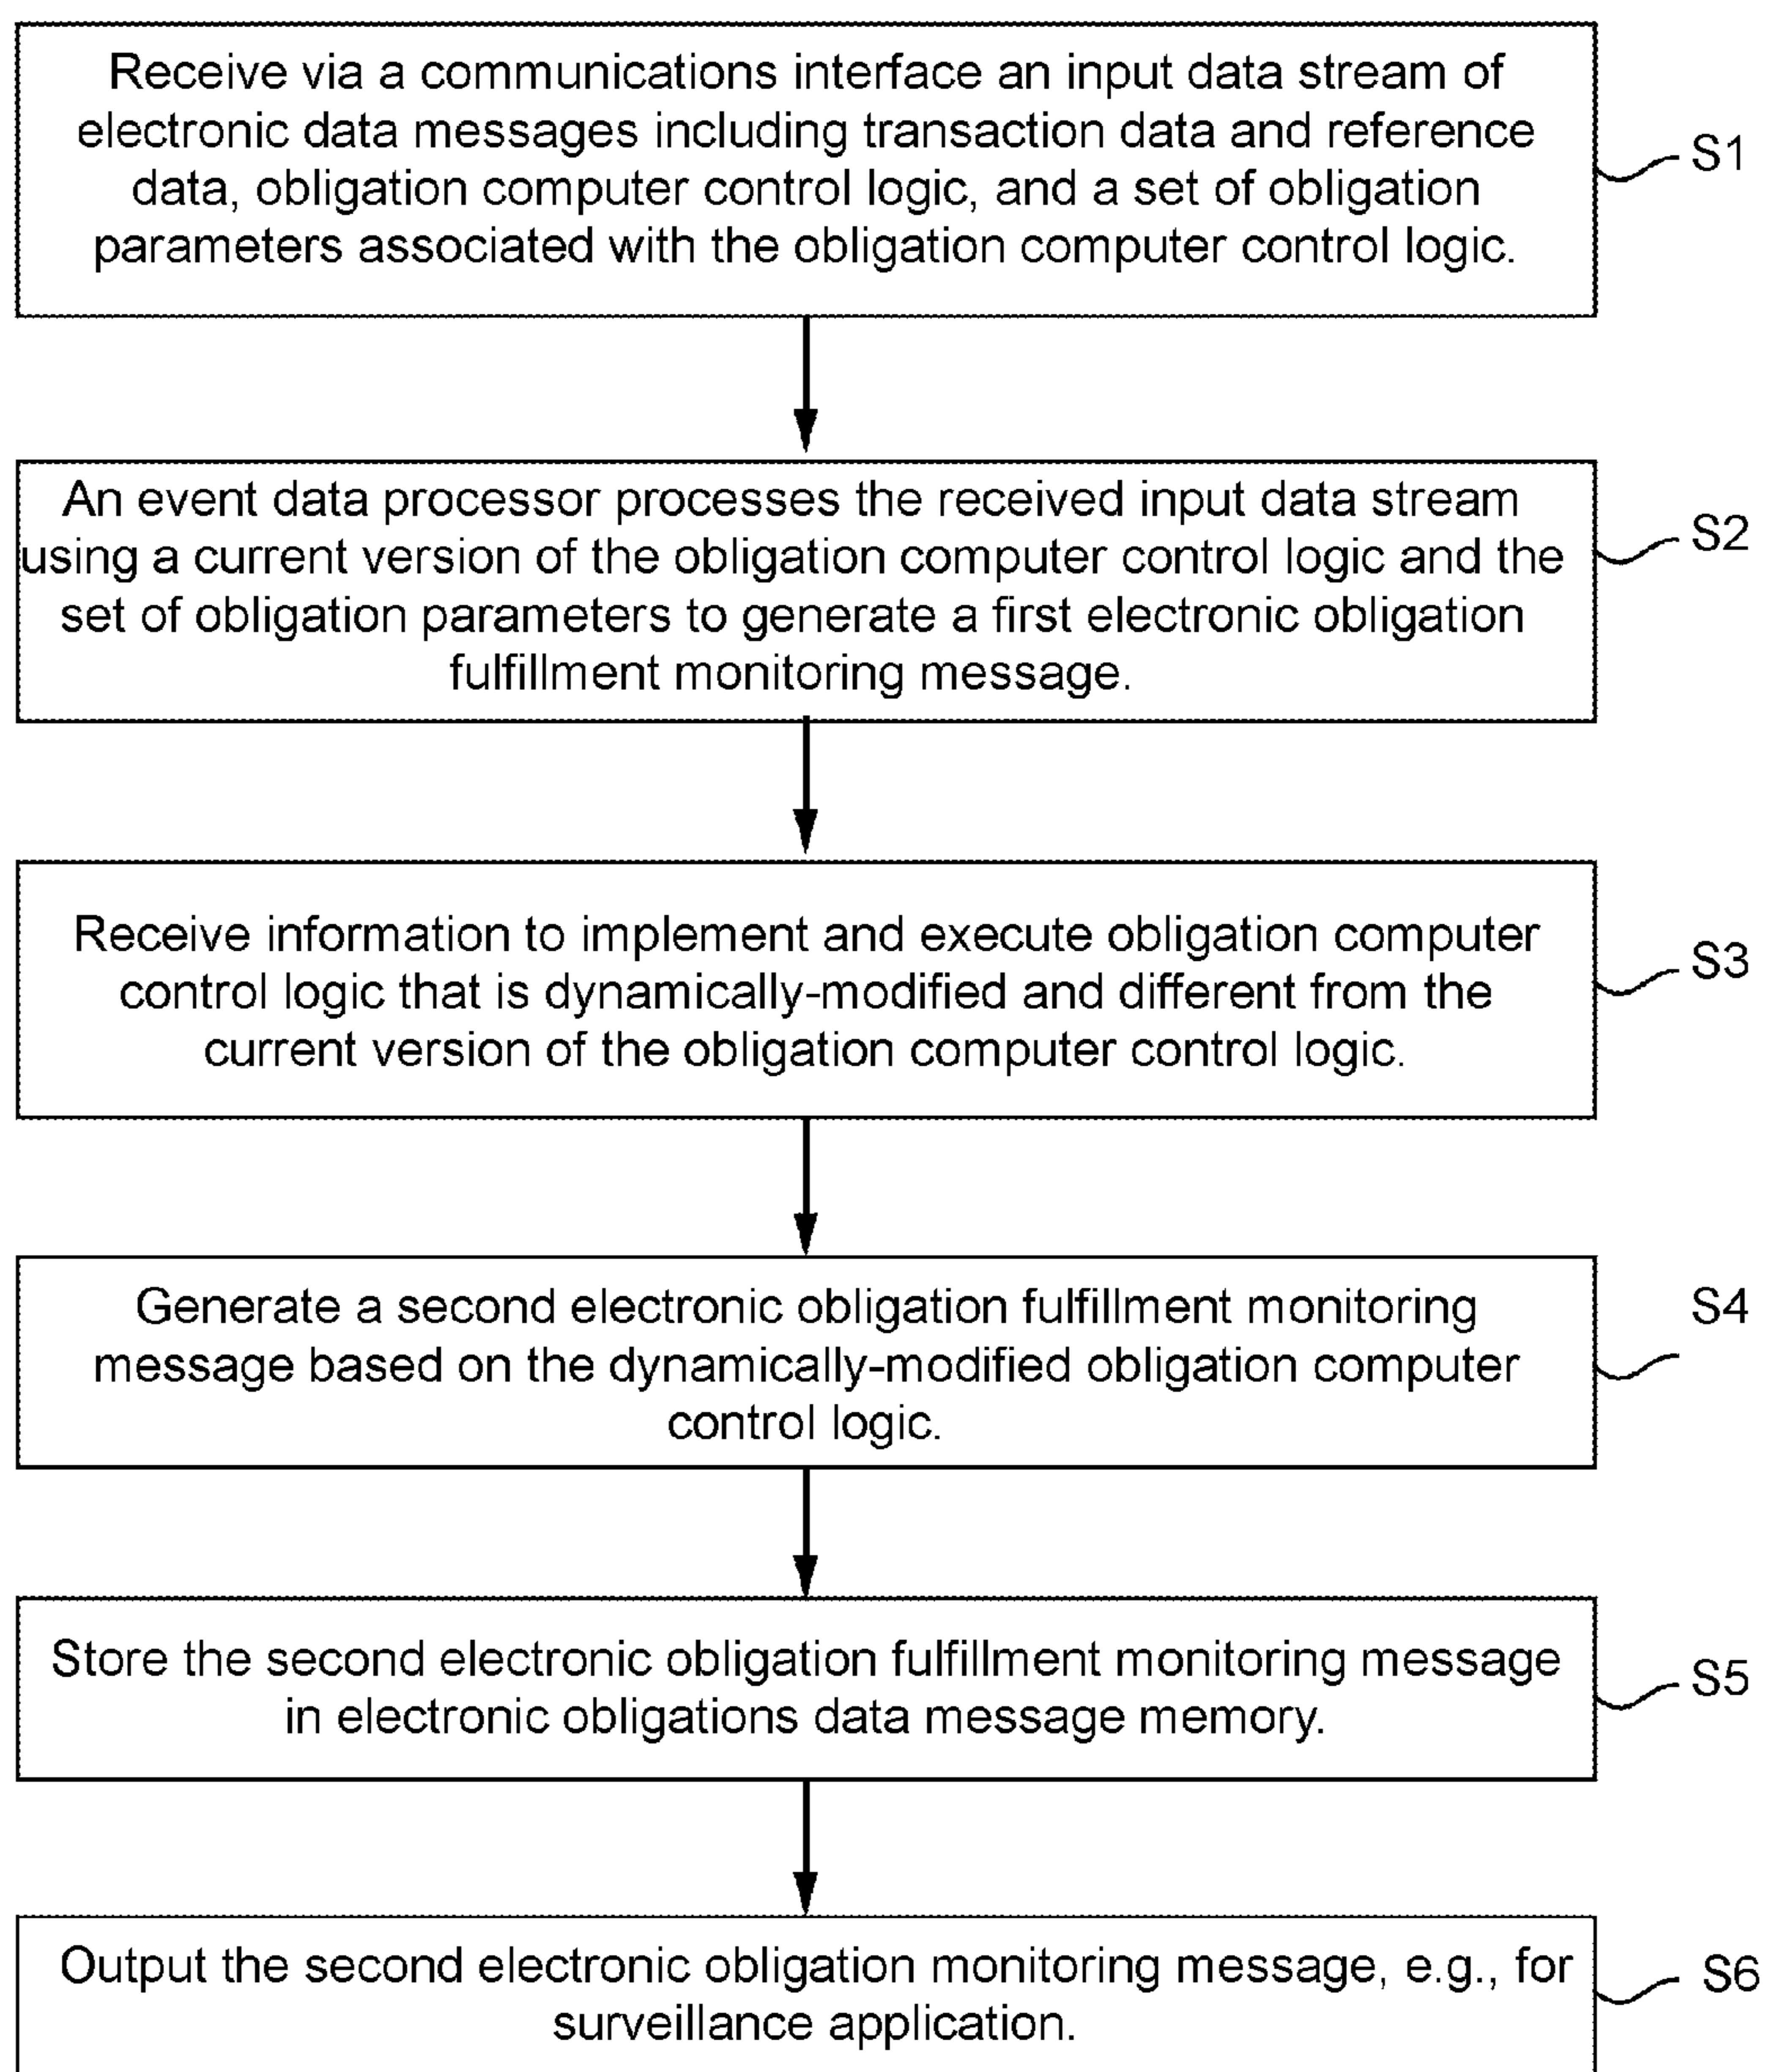 Receive via a communications interface an input data stream of
electronic data messages including transaction data and reference
data, obligation computer control logic, and a set of obligation
parameters associated with the obligation computer control logic.
S1
An event data processor processes the received input data stream
using a current version of the obligation computer control logic and the
set of obligation parameters to generate a first electronic obligation
fulfillment monitoring message.
S2
Receive information to implement and execute obligation computer
control logic that is dynamically-modified and different from the
current version of the obligation computer control logic.
S3
Generate a second electronic obligation fulfillment monitoring
message based on the dynamically-modified obligation computer
control logic.
S4
Store the second electronic obligation fulfillment monitoring message
in electronic obligations data message memory.
S5
Output the second electronic obligation monitoring message, e.g., for
surveillance application.
S6